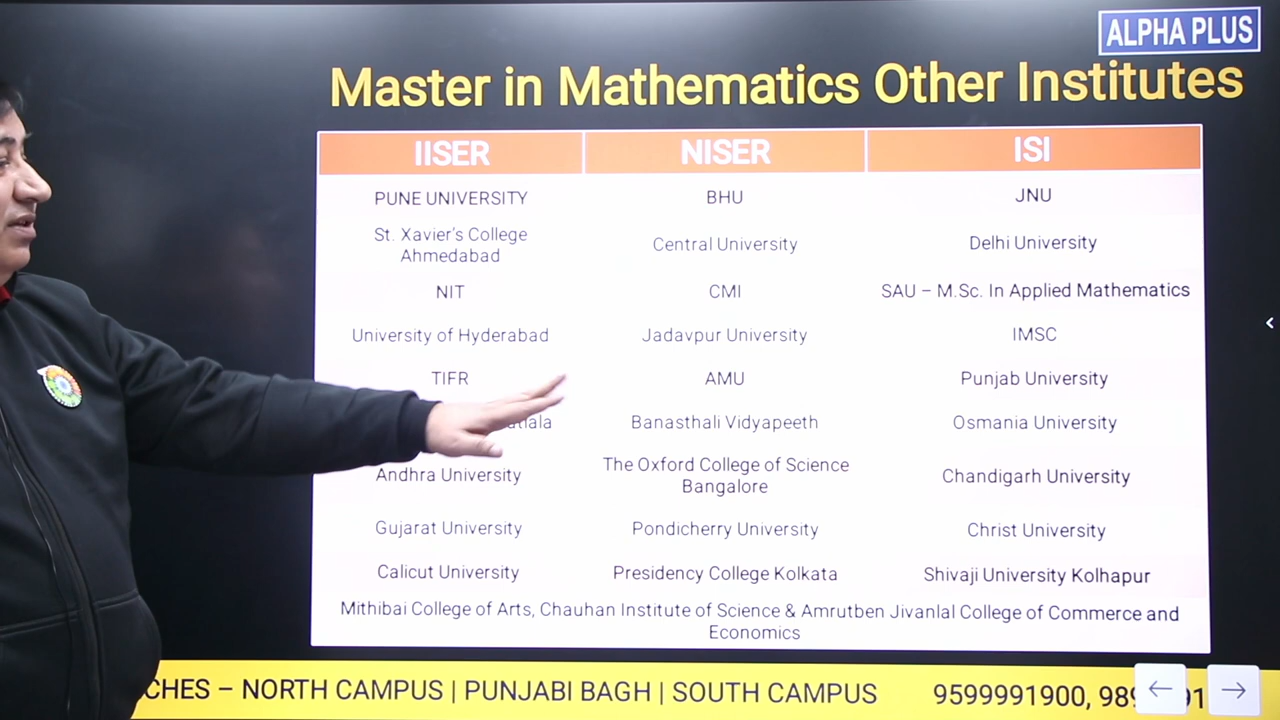 ALPHA PLUS
Master in Mathematics Other Institutes
IISER NISER ISI
PUNE UNIVERSITY BHU JNU
St. Xavier's College
Ahmedabad
Central University Delhi University
NIT CMI SAU – M.Sc. In Applied Mathematics
University of Hyderabad Jadavpur University IMSC
TIFR AMU Punjab University
Banasthali Vidyapeeth Osmania University
Andhra University
The Oxford College of Science
Bangalore
Chandigarh University
Gujarat University Pondicherry University Christ University
Calicut University Presidency College Kolkata Shivaji University Kolhapur
Mithibai College of Arts, Chauhan Institute of Science & Amrutben Jivanlal College of Commerce and
Economics
– NORTH CAMPUS | PUNJABI BAGH | SOUTH CAMPUS 9599991900,